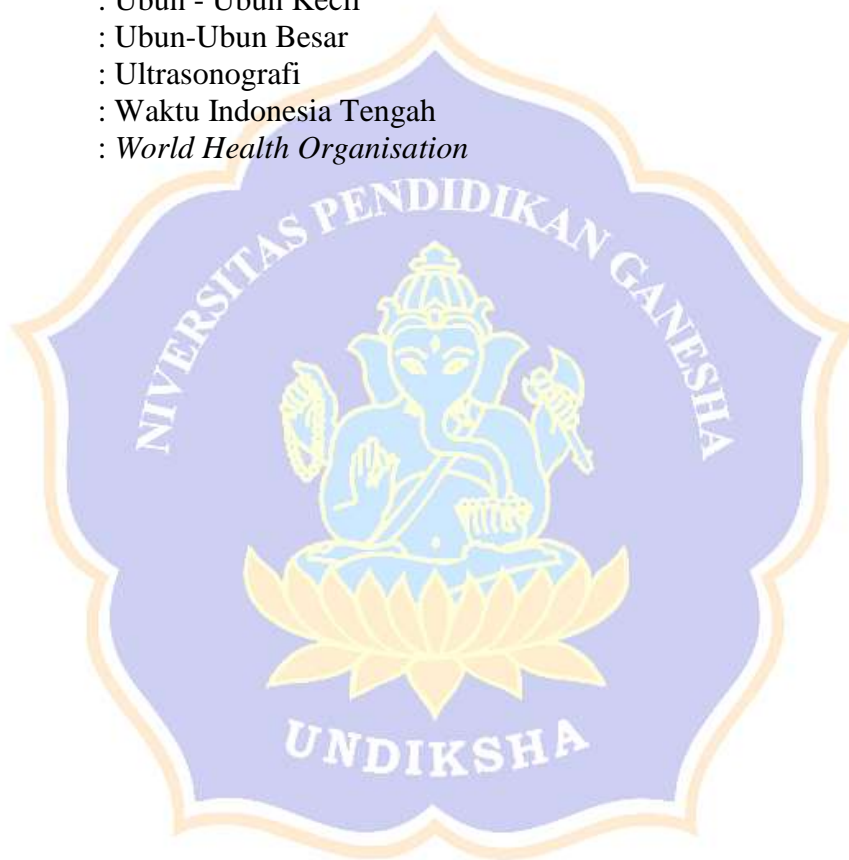 : Ubun - Ubun Kecil
: Ubun-Ubun Besar
: Ultrasonografi
: Waktu Indonesia Tengah
: World Health Organisation
NIVERSITAS PENDIDIKAN GANESHA
UNDIKSHA